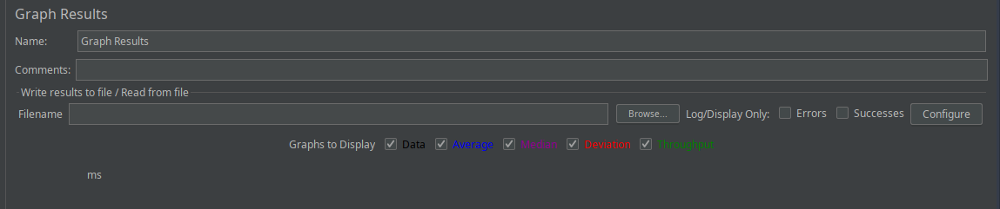 Graph Results
Name: Graph Results
Comments:
Write results to file / Read from file
Filename Browse... Log/Display Only: Errors Successes Configure
Graphs to Display Data Average Median Deviation Throughput
ms